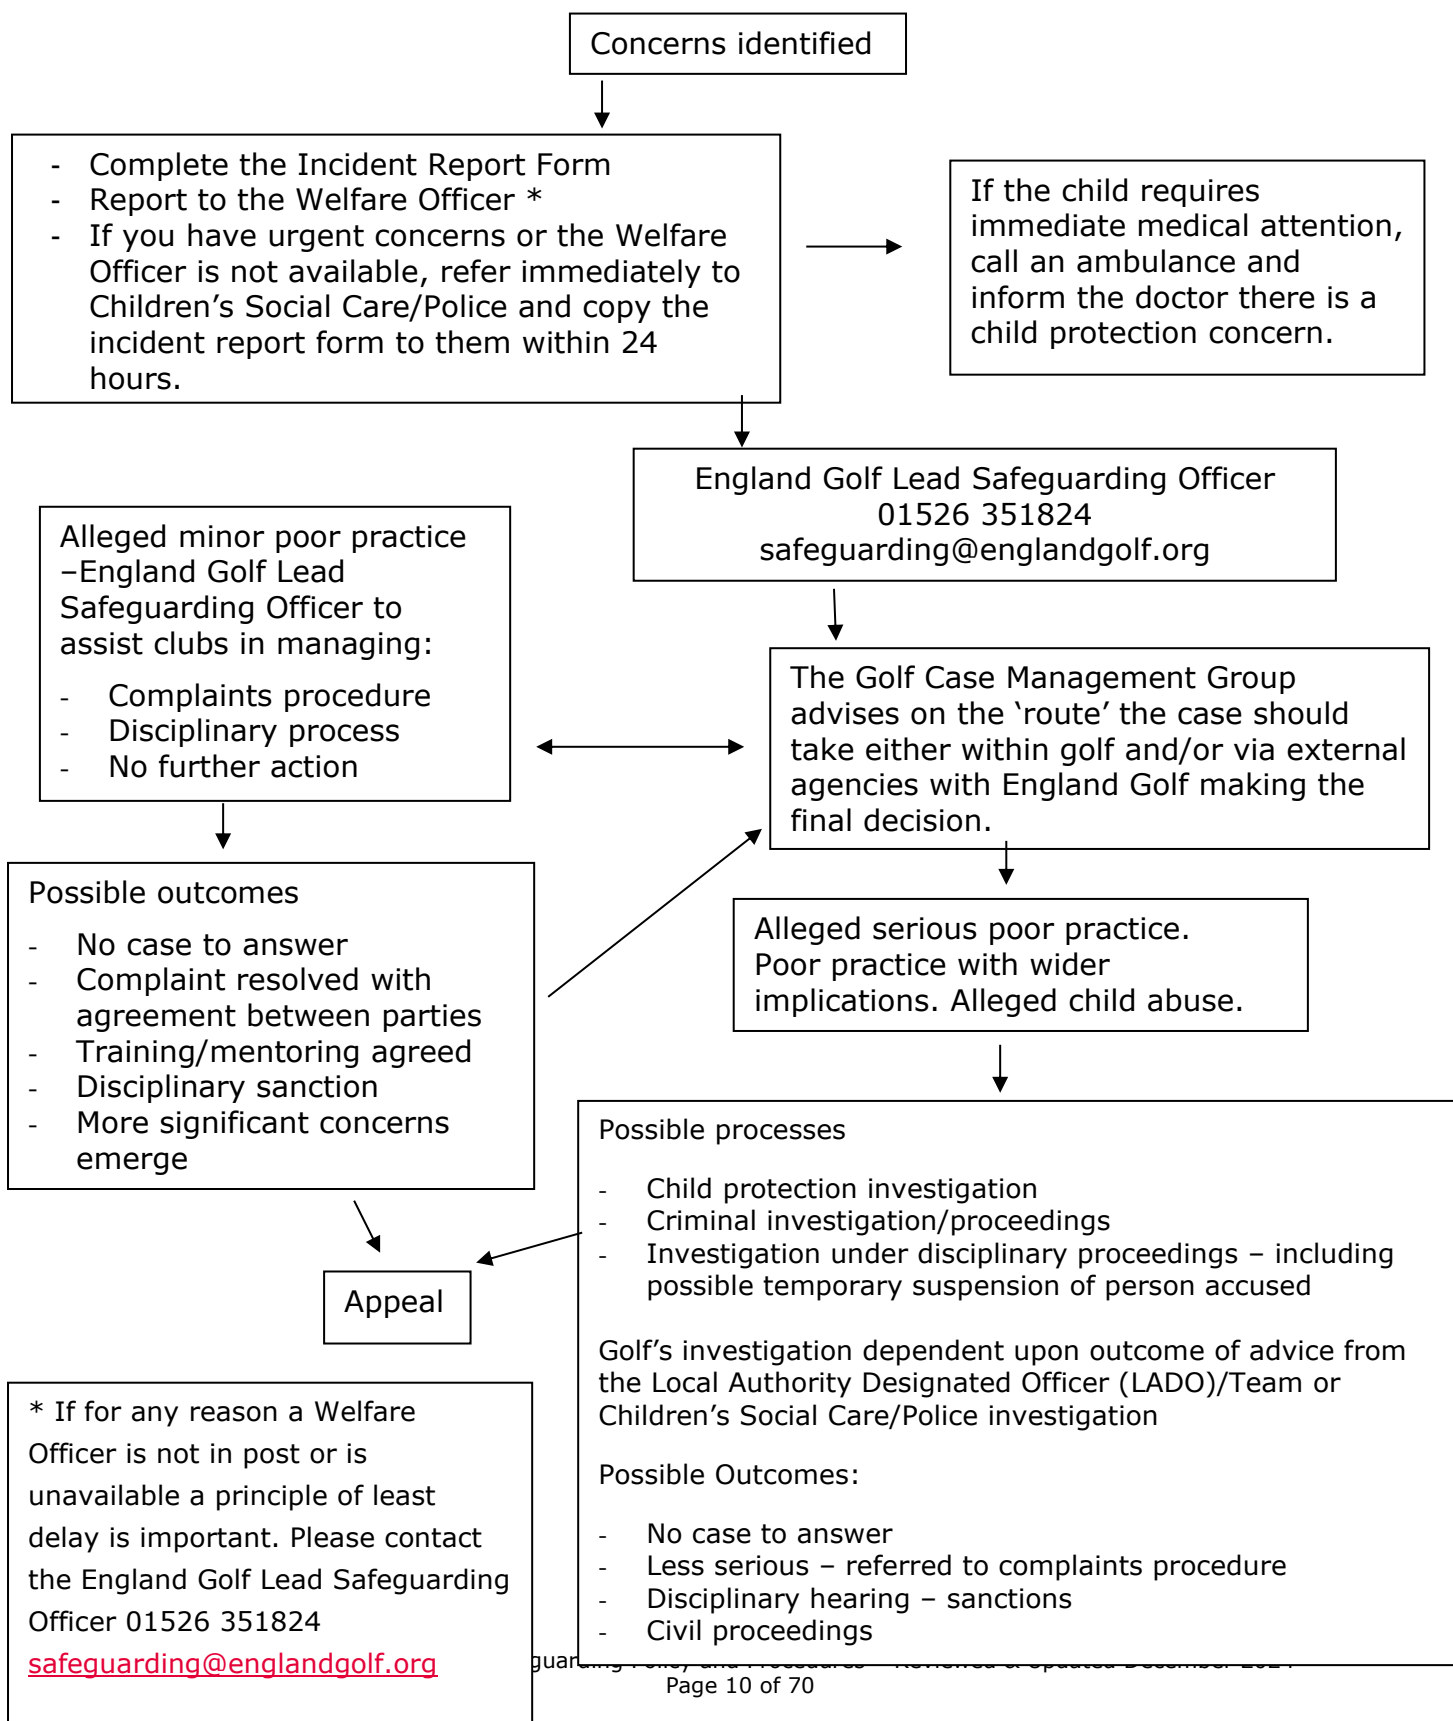 Concerns identified
- Complete the Incident Report Form
- Report to the Welfare Officer *
- If you have urgent concerns or the Welfare
Officer is not available, refer immediately to
Children’s Social Care/Police and copy the
incident report form to them within 24
hours.
If the child requires
immediate medical attention,
call an ambulance and
inform the doctor there is a
child protection concern.
England Golf Lead Safeguarding Officer
01526 351824
safeguarding@englandgolf.org
Alleged minor poor practice
–England Golf Lead
Safeguarding Officer to
assist clubs in managing:
- Complaints procedure
- Disciplinary process
- No further action
The Golf Case Management Group
advises on the ‘route’ the case should
take either within golf and/or via external
agencies with England Golf making the
final decision.
Possible outcomes
- No case to answer
- Complaint resolved with
agreement between parties
- Training/mentoring agreed
- Disciplinary sanction
- More significant concerns
emerge
Alleged serious poor practice.
Poor practice with wider
implications. Alleged child abuse.
Possible processes
- Child protection investigation
- Criminal investigation/proceedings
- Investigation under disciplinary proceedings – including
possible temporary suspension of person accused
Golf’s investigation dependent upon outcome of advice from
the Local Authority Designated Officer (LADO)/Team or
Children’s Social Care/Police investigation
Possible Outcomes:
- No case to answer
- Less serious – referred to complaints procedure
- Disciplinary hearing – sanctions
- Civil proceedings
Appeal
* If for any reason a Welfare
Officer is not in post or is
unavailable a principle of least
delay is important. Please contact
the England Golf Lead Safeguarding
Officer 01526 351824
safeguarding@englandgolf.org
Page 10 of 70